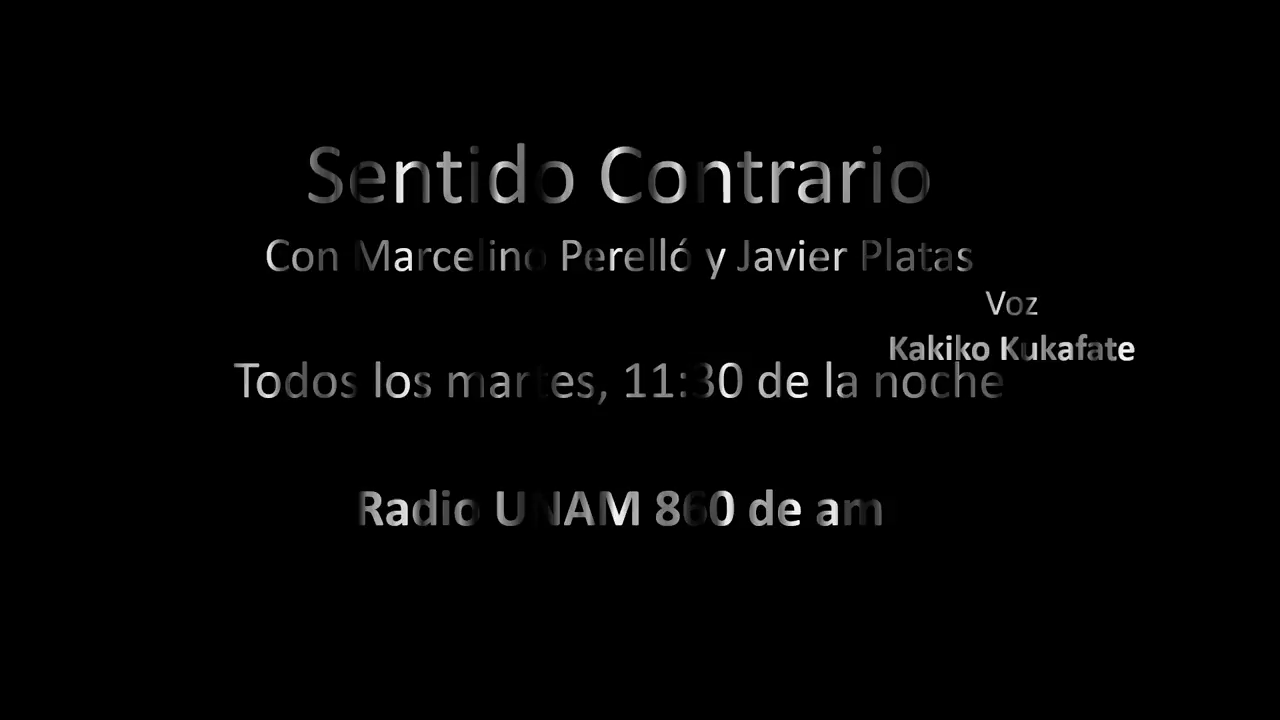 Sentido Contrario
Con Marcelino Perelló y Javier Platas
Voz
Kakiko Kukafate
Todos los martes, 11:30 de la noche
Radio UNAM 860 de am